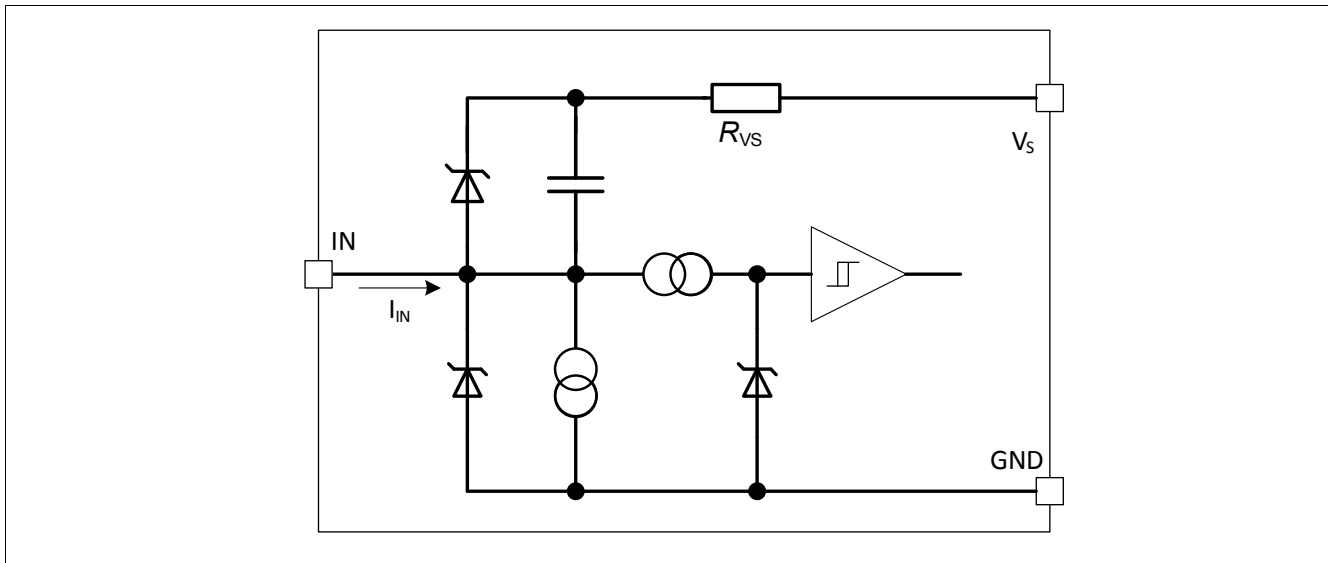 R_VS
V_S
IN
I_IN
GND